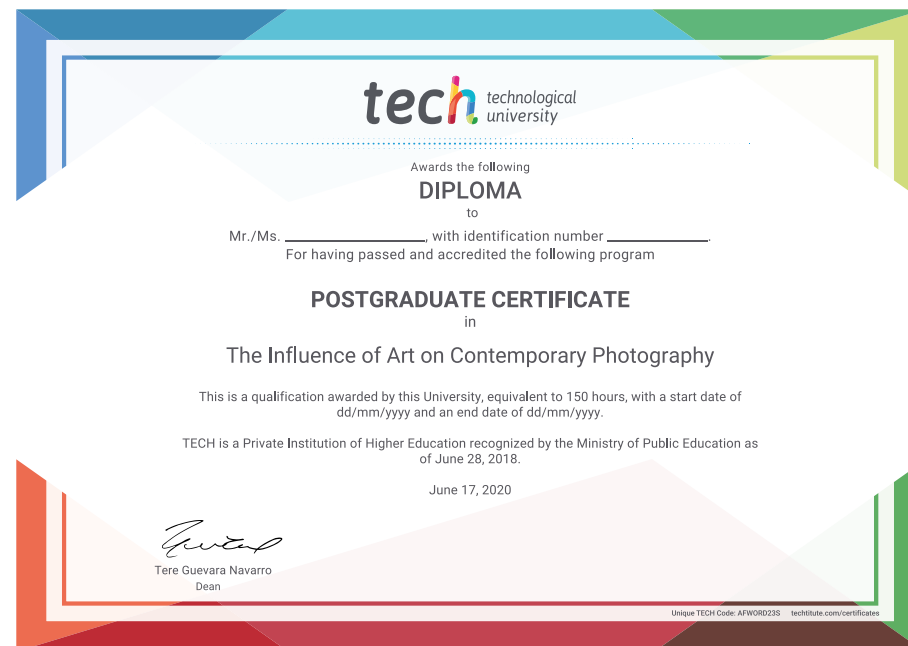 tech technological
university
Awards the following
DIPLOMA
to
Mr./Ms. ____________________, with identification number ______________.
For having passed and accredited the following program
POSTGRADUATE CERTIFICATE
in
The Influence of Art on Contemporary Photography
This is a qualification awarded by this University, equivalent to 150 hours, with a start date of
dd/mm/yyyy and an end date of dd/mm/yyyy.
TECH is a Private Institution of Higher Education recognized by the Ministry of Public Education as
of June 28, 2018.
June 17, 2020
Tere Guevara Navarro
Dean
Unique TECH Code: AFWORD23S techtitute.com/certificates